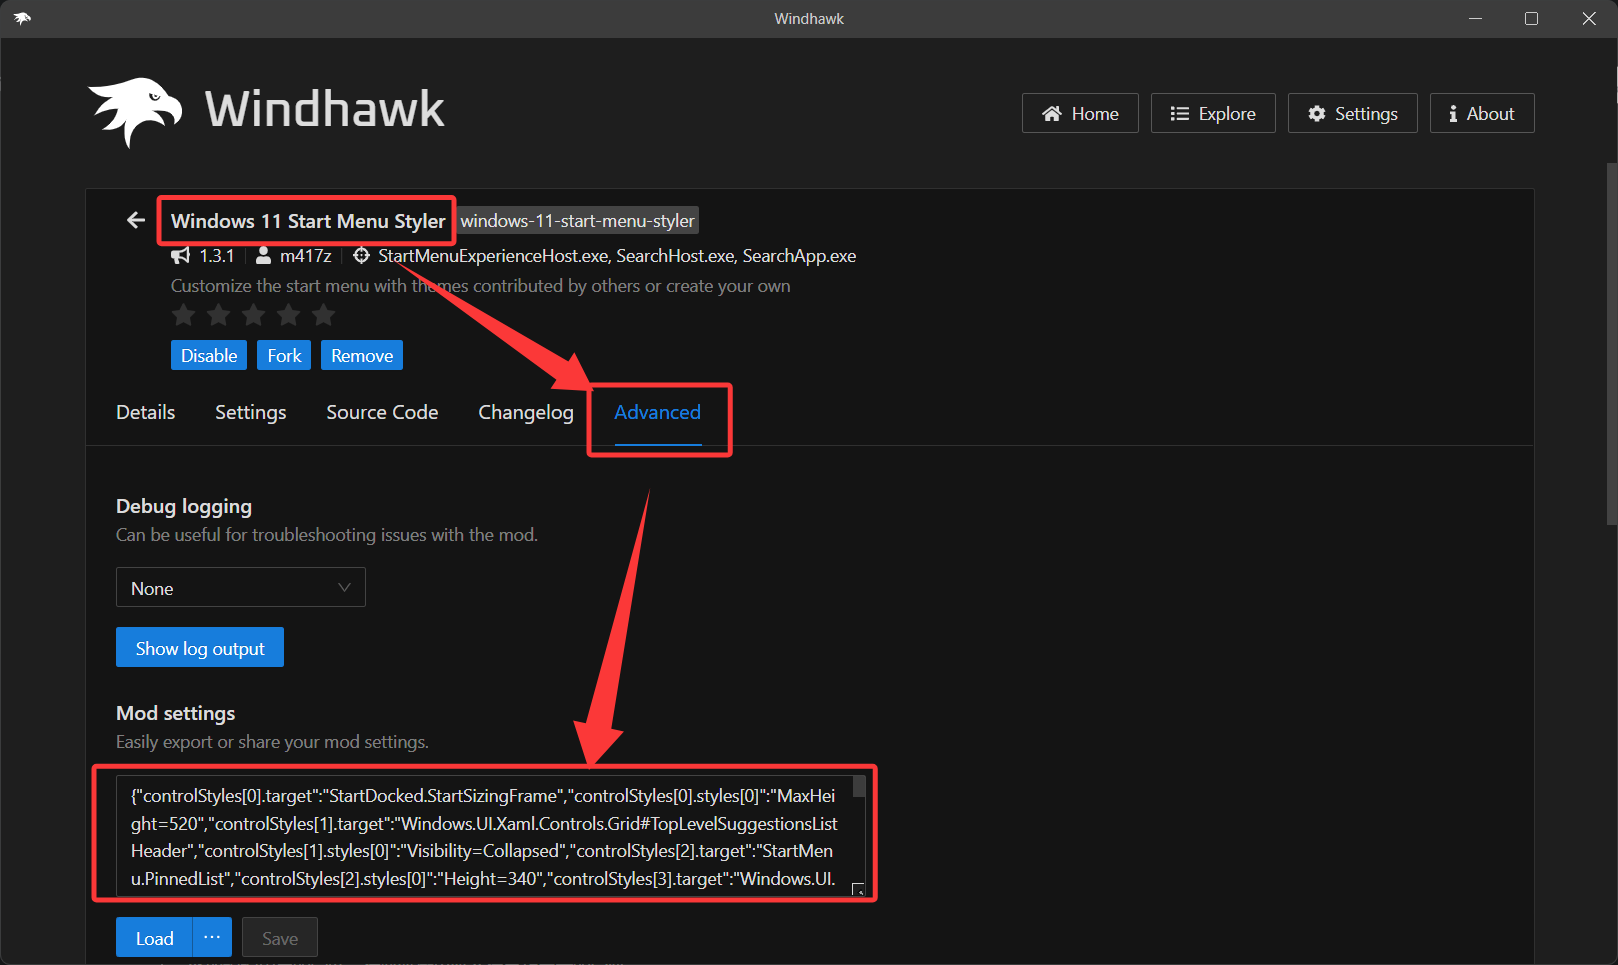 Windhawk
Windhawk
Home
Explore
Settings
About
Windows 11 Start Menu Styler
windows-11-start-menu-styler
1.3.1
m417z
StartMenuExperienceHost.exe, SearchHost.exe, SearchApp.exe
Customize the start menu with themes contributed by others or create your own
Disable
Fork
Remove
Details
Settings
Source Code
Changelog
Advanced
Debug logging
Can be useful for troubleshooting issues with the mod.
None
Show log output
Mod settings
Easily export or share your mod settings.
{"controlStyles[0].target":"StartDocked.StartSizingFrame","controlStyles[0].styles[0]":"MaxHei
ght=520","controlStyles[1].target":"Windows.UI.Xaml.Controls.Grid#TopLevelSuggestionsList
Header","controlStyles[1].styles[0]":"Visibility=Collapsed","controlStyles[2].target":"StartMen
u.PinnedList","controlStyles[2].styles[0]":"Height=340","controlStyles[3].target":"Windows.UI.
Load
...
Save